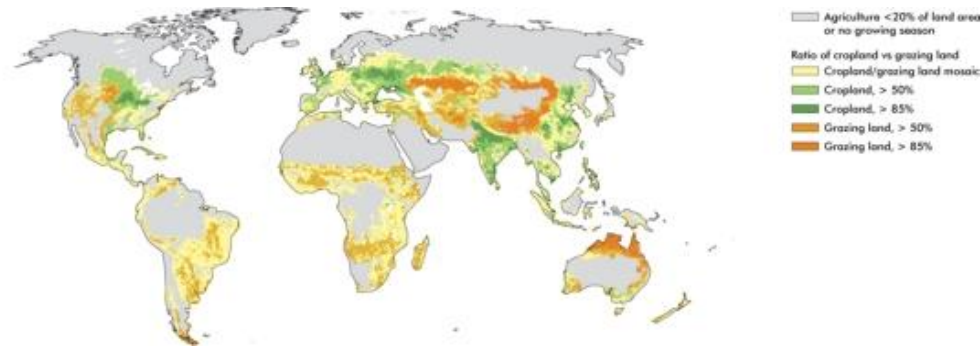 Agriculture <20% of land area
or no growing season
Ratio of cropland vs grazing land
Cropland/grazing land mosaic
Cropland, > 50%
Cropland, > 85%
Grazing land, > 50%
Grazing land, > 85%